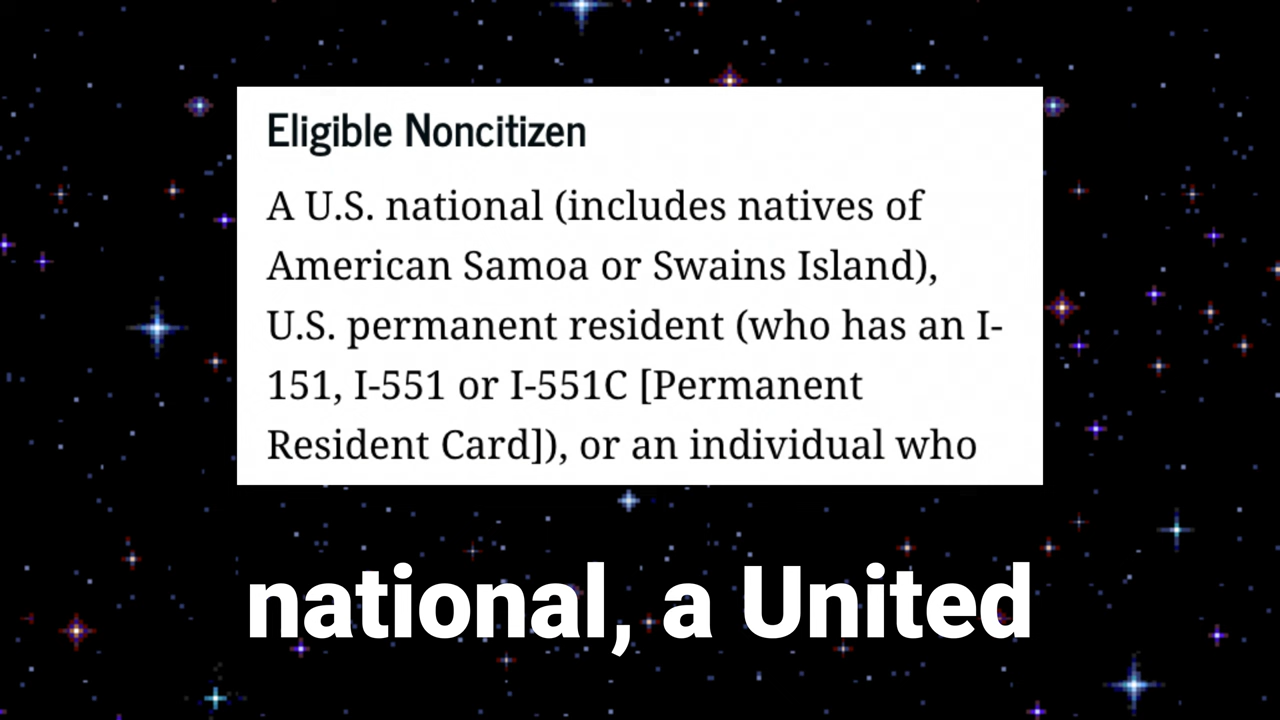 Eligible Noncitizen
A U.S. national (includes natives of
American Samoa or Swains Island),
U.S. permanent resident (who has an I-
151, I-551 or I-551C [Permanent
Resident Card]), or an individual who
national, a United